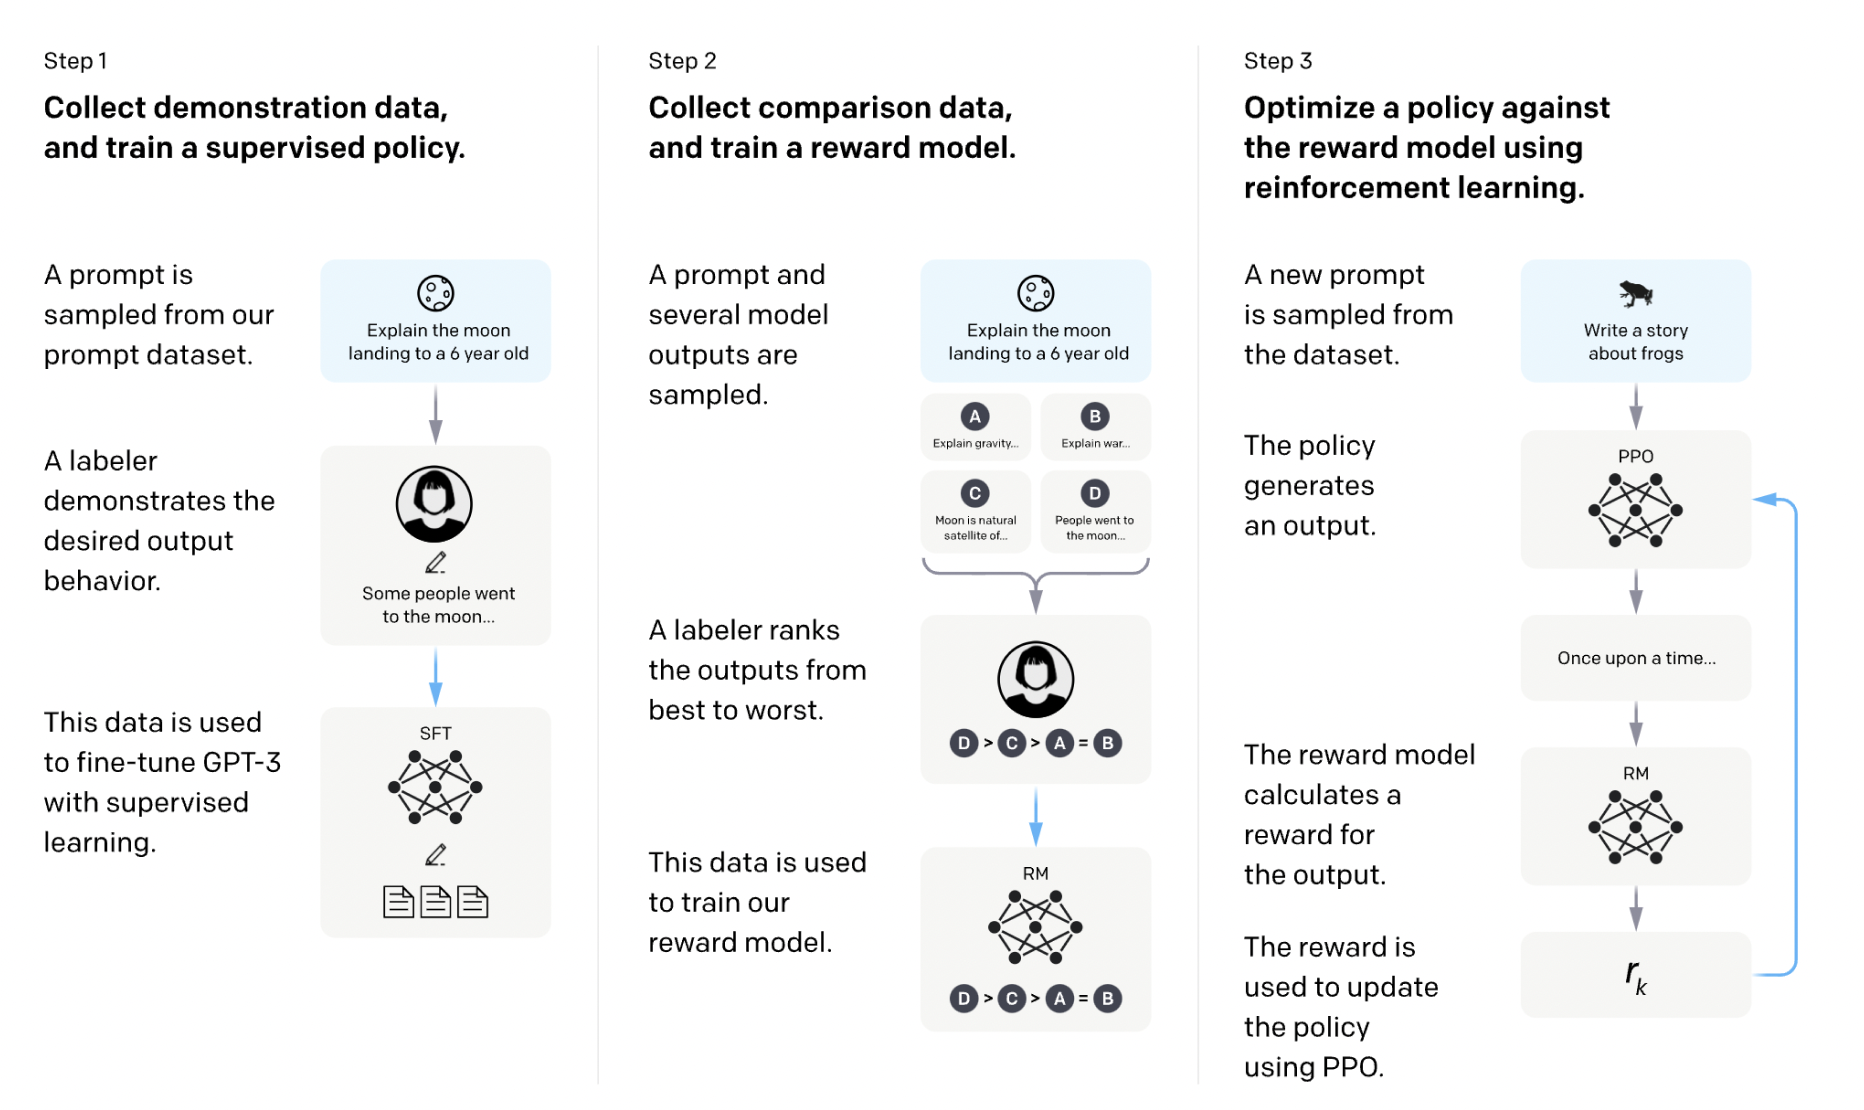 Step 1
Collect demonstration data,
and train a supervised policy.
A prompt is
sampled from our
prompt dataset.
Explain the moon
landing to a 6 year old
A labeler
demonstrates the
desired output
behavior.
Some people went
to the moon...
This data is used
to fine-tune GPT-3
with supervised
learning.
SFT
Step 2
Collect comparison data,
and train a reward model.
A prompt and
several model
outputs are
sampled.
Explain the moon
landing to a 6 year old
A
Explain gravity...
B
Explain war...
C
Moon is natural
satellite of...
D
People went to
the moon...
A labeler ranks
the outputs from
best to worst.
D > C > A = B
This data is used
to train our
reward model.
RM
D > C > A = B
Step 3
Optimize a policy against
the reward model using
reinforcement learning.
A new prompt
is sampled from
the dataset.
Write a story
about frogs
The policy
generates
an output.
PPO
Once upon a time...
The reward model
calculates a
reward for
the output.
RM
The reward is
used to update
the policy
using PPO.
rk